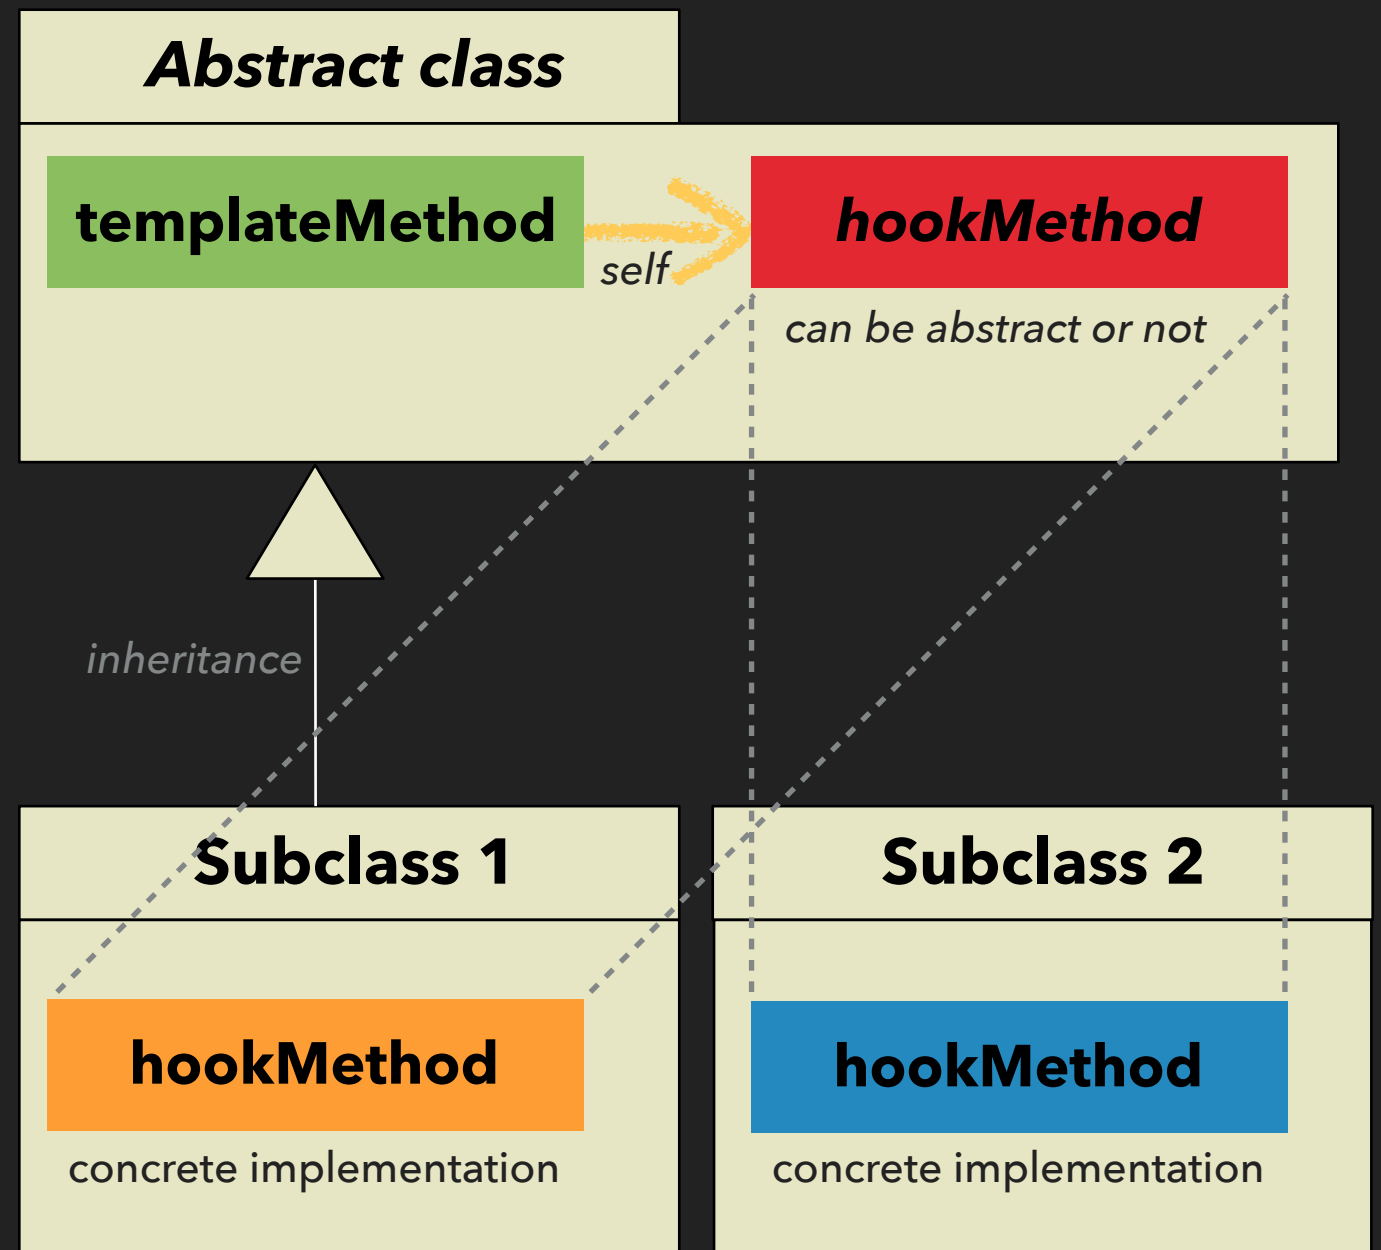 Abstract class
templateMethod
hookMethod
self
can be abstract or not
inheritance
Subclass 1
Subclass 2
hookMethod
hookMethod
concrete implementation
concrete implementation